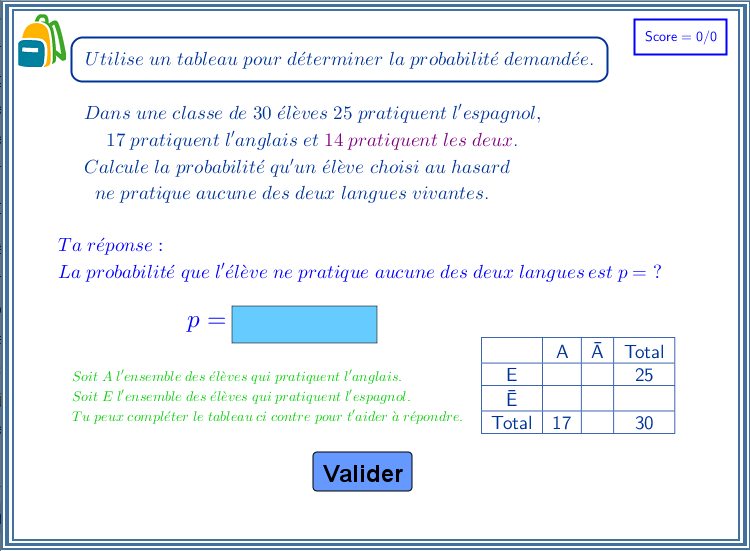 Score = 0/0
Utilise un tableau pour déterminer la probabilité demandée.
Dans une classe de 30 élèves 25 pratiquent l'espagnol,
17 pratiquent l'anglais et 14 pratiquent les deux.
Calcule la probabilité qu'un élève choisi au hasard
ne pratique aucune des deux langues vivantes.
Ta réponse :
La probabilité que l'élève ne pratique aucune des deux langues est p = ?
p =
Soit A l'ensemble des élèves qui pratiquent l'anglais.
Soit E l'ensemble des élèves qui pratiquent l'espagnol.
Tu peux compléter le tableau ci contre pour t'aider à répondre.
A Ā Total
E 25
Ē
Total 17 30
Valider